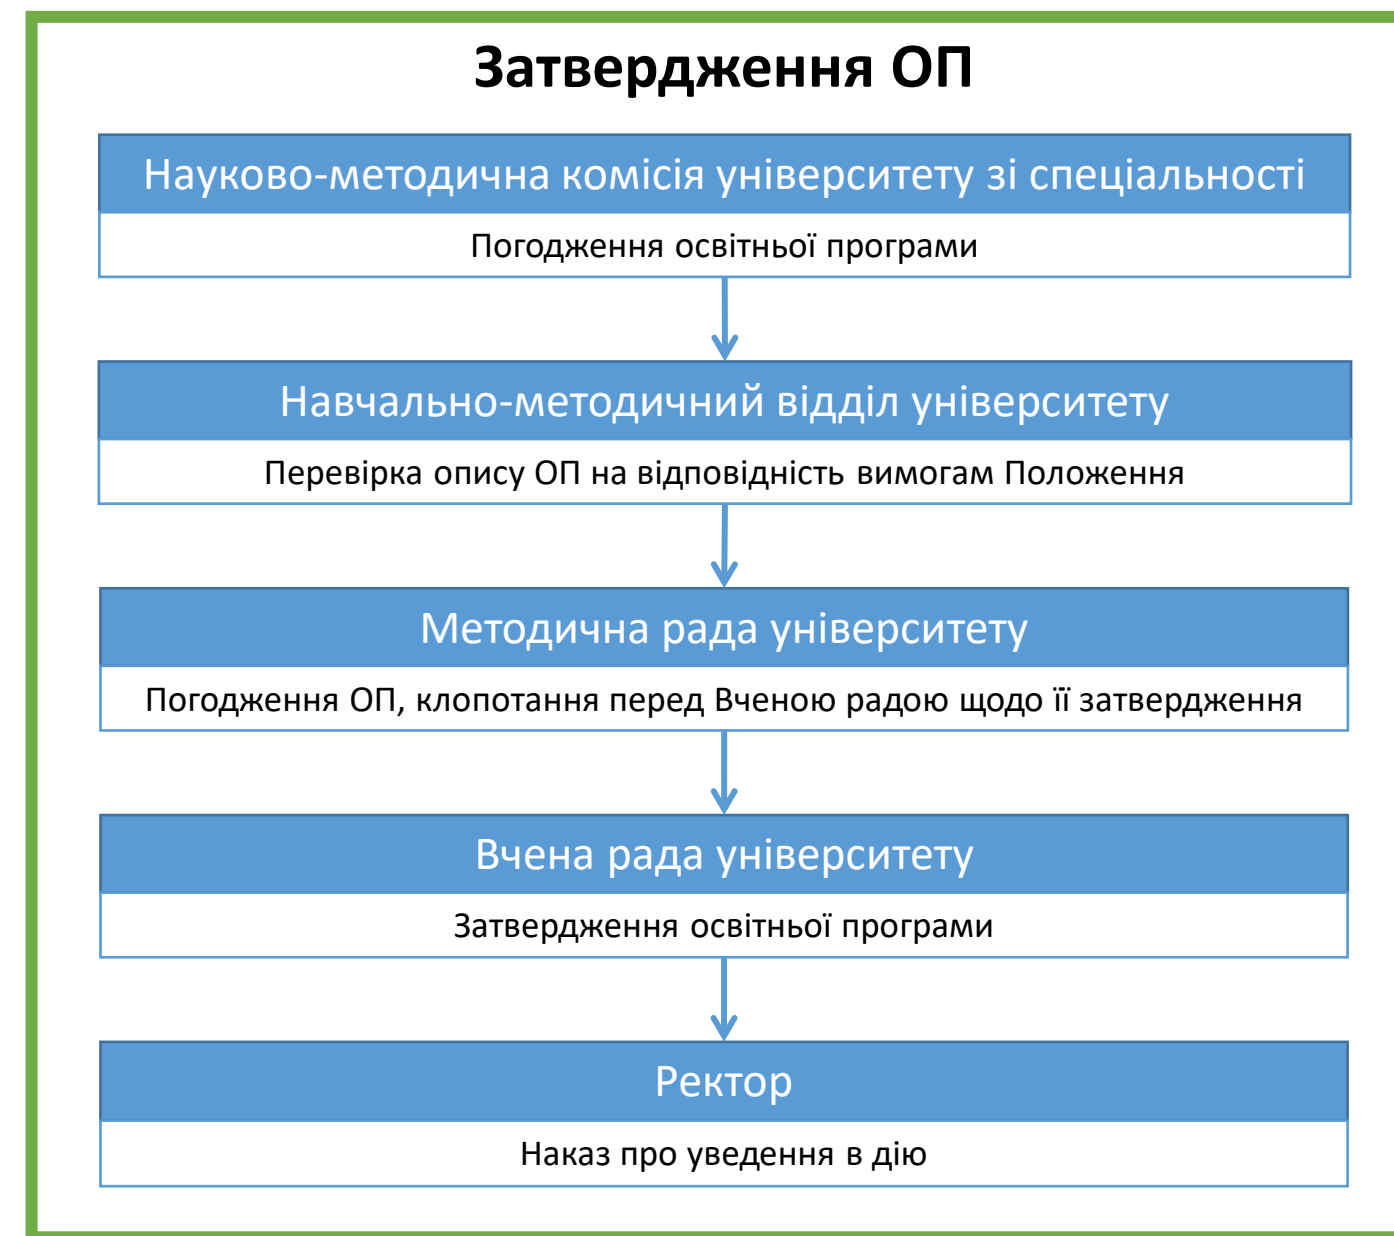 Затвердження ОП
Науково-методична комісія університету зі спеціальності
Погодження освітньої програми
Навчально-методичний відділ університету
Перевірка опису ОП на відповідність вимогам Положення
Методична рада університету
Погодження ОП, клопотання перед Вченою радою щодо її затвердження
Вчена рада університету
Затвердження освітньої програми
Ректор
Наказ про уведення в дію